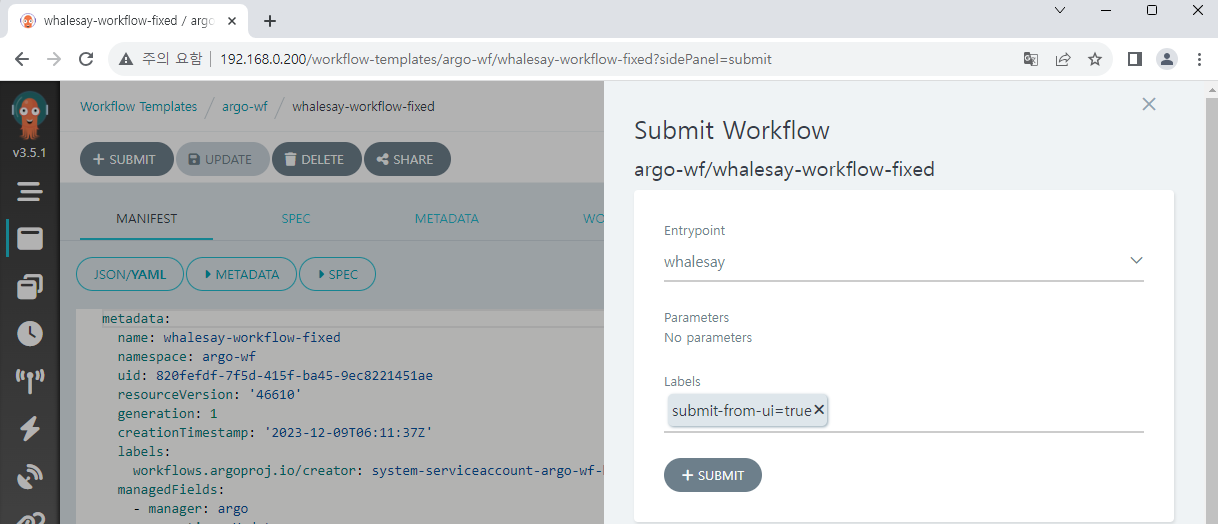 whalesay-workflow-fixed / argo
주의 요함 192.168.0.200/workflow-templates/argo-wf/whalesay-workflow-fixed?sidePanel=submit
v3.5.1
Workflow Templates / argo-wf / whalesay-workflow-fixed
+ SUBMIT UPDATE DELETE SHARE
MANIFEST SPEC METADATA WO
JSON/YAML METADATA SPEC
metadata:
name: whalesay-workflow-fixed
namespace: argo-wf
uid: 820fefdf-7f5d-415f-ba45-9ec8221451ae
resourceVersion: '46610'
generation: 1
creationTimestamp: '2023-12-09T06:11:37Z'
labels:
workflows.argoproj.io/creator: system-serviceaccount-argo-wf-
managedFields:
- manager: argo
Submit Workflow
argo-wf/whalesay-workflow-fixed
Entrypoint
whalesay
Parameters
No parameters
Labels
submit-from-ui=true
+ SUBMIT